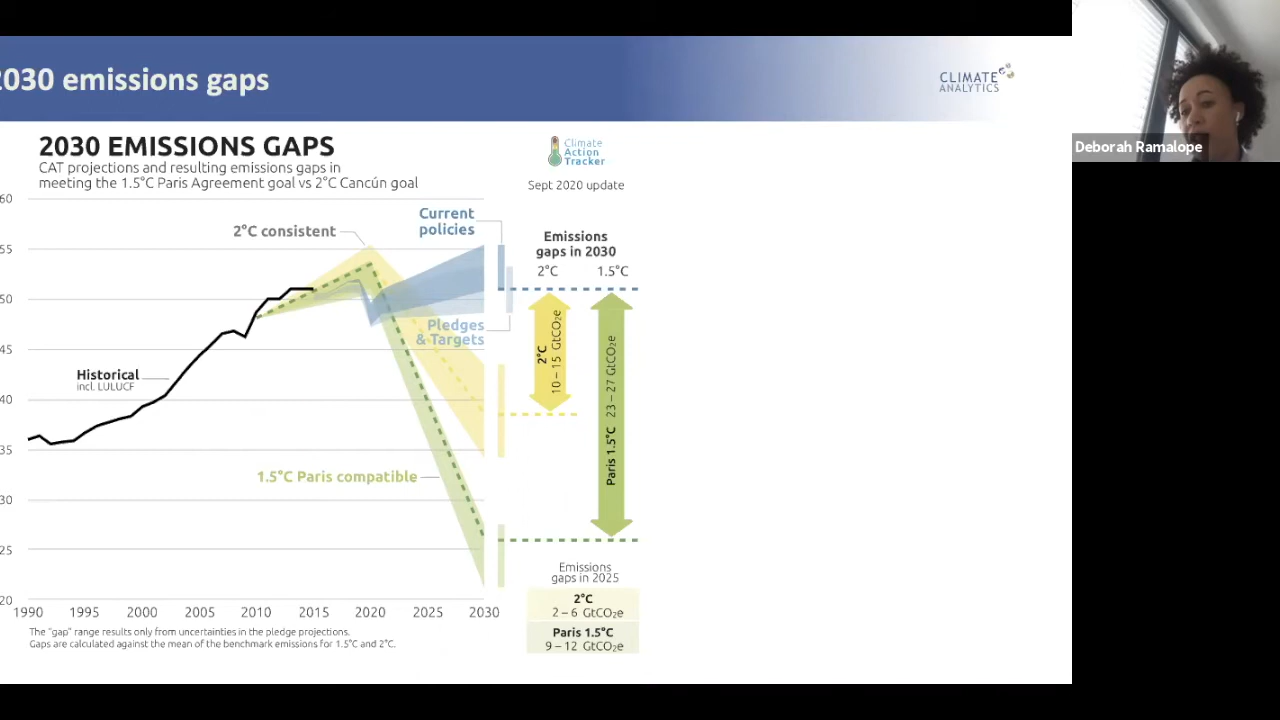 2030 emissions gaps
CLIMATE
ANALYTICS
Deborah Ramalope
2030 EMISSIONS GAPS
CAT projections and resulting emissions gaps in
meeting the 1.5°C Paris Agreement goal vs 2°C Cancún goal
Climate
Action
Tracker
Sept 2020 update
60
55
50
45
40
35
30
25
20
2°C consistent
Current
policies
Pledges
& Targets
Historical
incl. LULUCF
1.5°C Paris compatible
Emissions
gaps in 2030
2°C 1.5°C
2°C
10 – 15 GtCO₂e
Paris 1.5°C 23 – 27 GtCO₂e
Emissions
gaps in 2025
2°C
2 – 6 GtCO₂e
Paris 1.5°C
9 – 12 GtCO₂e
1990 1995 2000 2005 2010 2015 2020 2025 2030
The "gap" range results only from uncertainties in the pledge projections.
Gaps are calculated against the mean of the benchmark emissions for 1.5°C and 2°C.